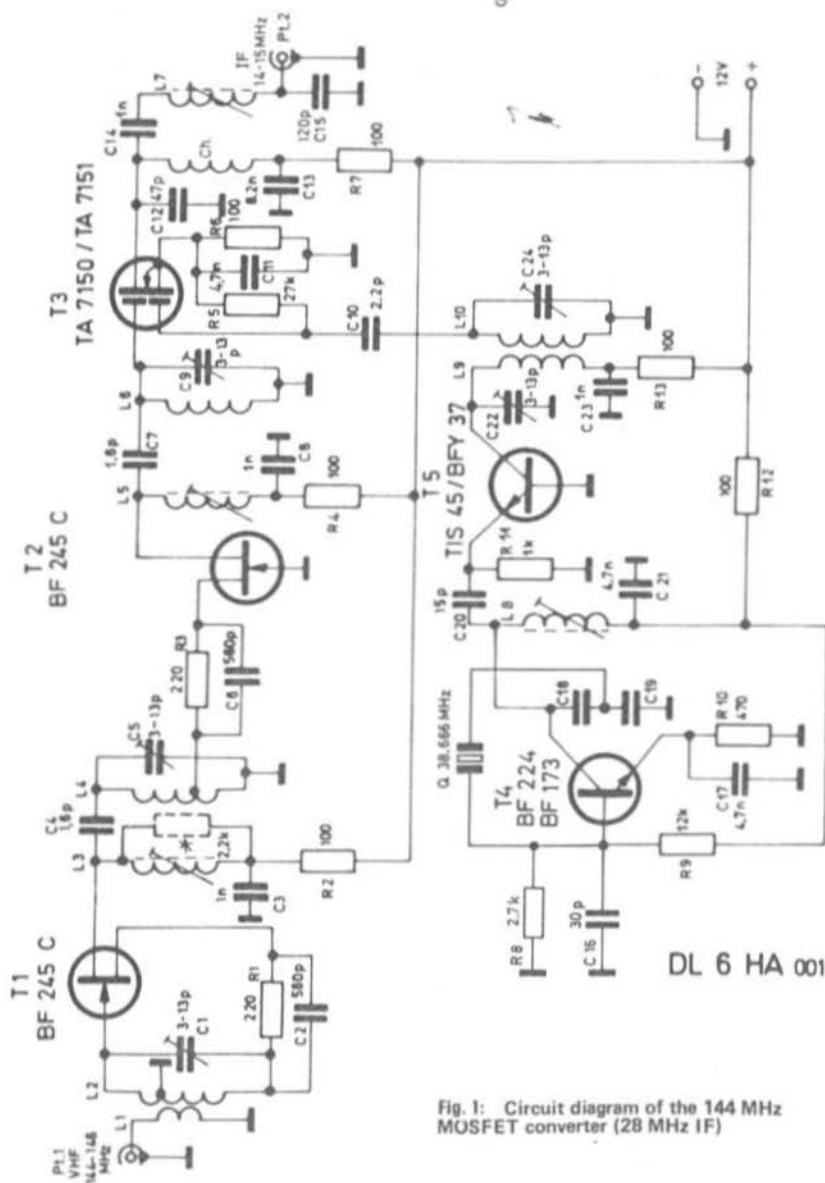 T1
BF 245 C
T2
BF 245 C
T3
TA 7150 / TA 7151
Pt.1
VHF
144-146
MHz
L1
L2
3-13p
C1
R1
220
C2
580p
L3
C4
1,6p
L4
C5
3-13p
2,2k
1n
C3
R2
100
R3
220
C6
580p
L5
1,6p
C7
L6
C9
3-13
p
1n
C8
R4
100
C12 47p
Ch.
R6
100
4,7n
C11
R5
27k
C10
2,2p
8,2n
C13
R7
100
C14 1n
L7
IF
14-15MHz
Pt.2
120p
C15
Q 38.666 MHz
T4
BF 224
BF 173
R8
2.7k
C16
30p
R9
12k
C17
4,7n
R10
470
C18
C19
15p
C20
L8
4.7n
C 21
R 14
1k
T5
TIS 45 / BFY 37
C22
3-13p
L9
L10
C24
3-13p
1n
C23
R13
100
100
R12
-
12V
+
DL 6 HA 001
Fig. 1: Circuit diagram of the 144 MHz
MOSFET converter (28 MHz IF)